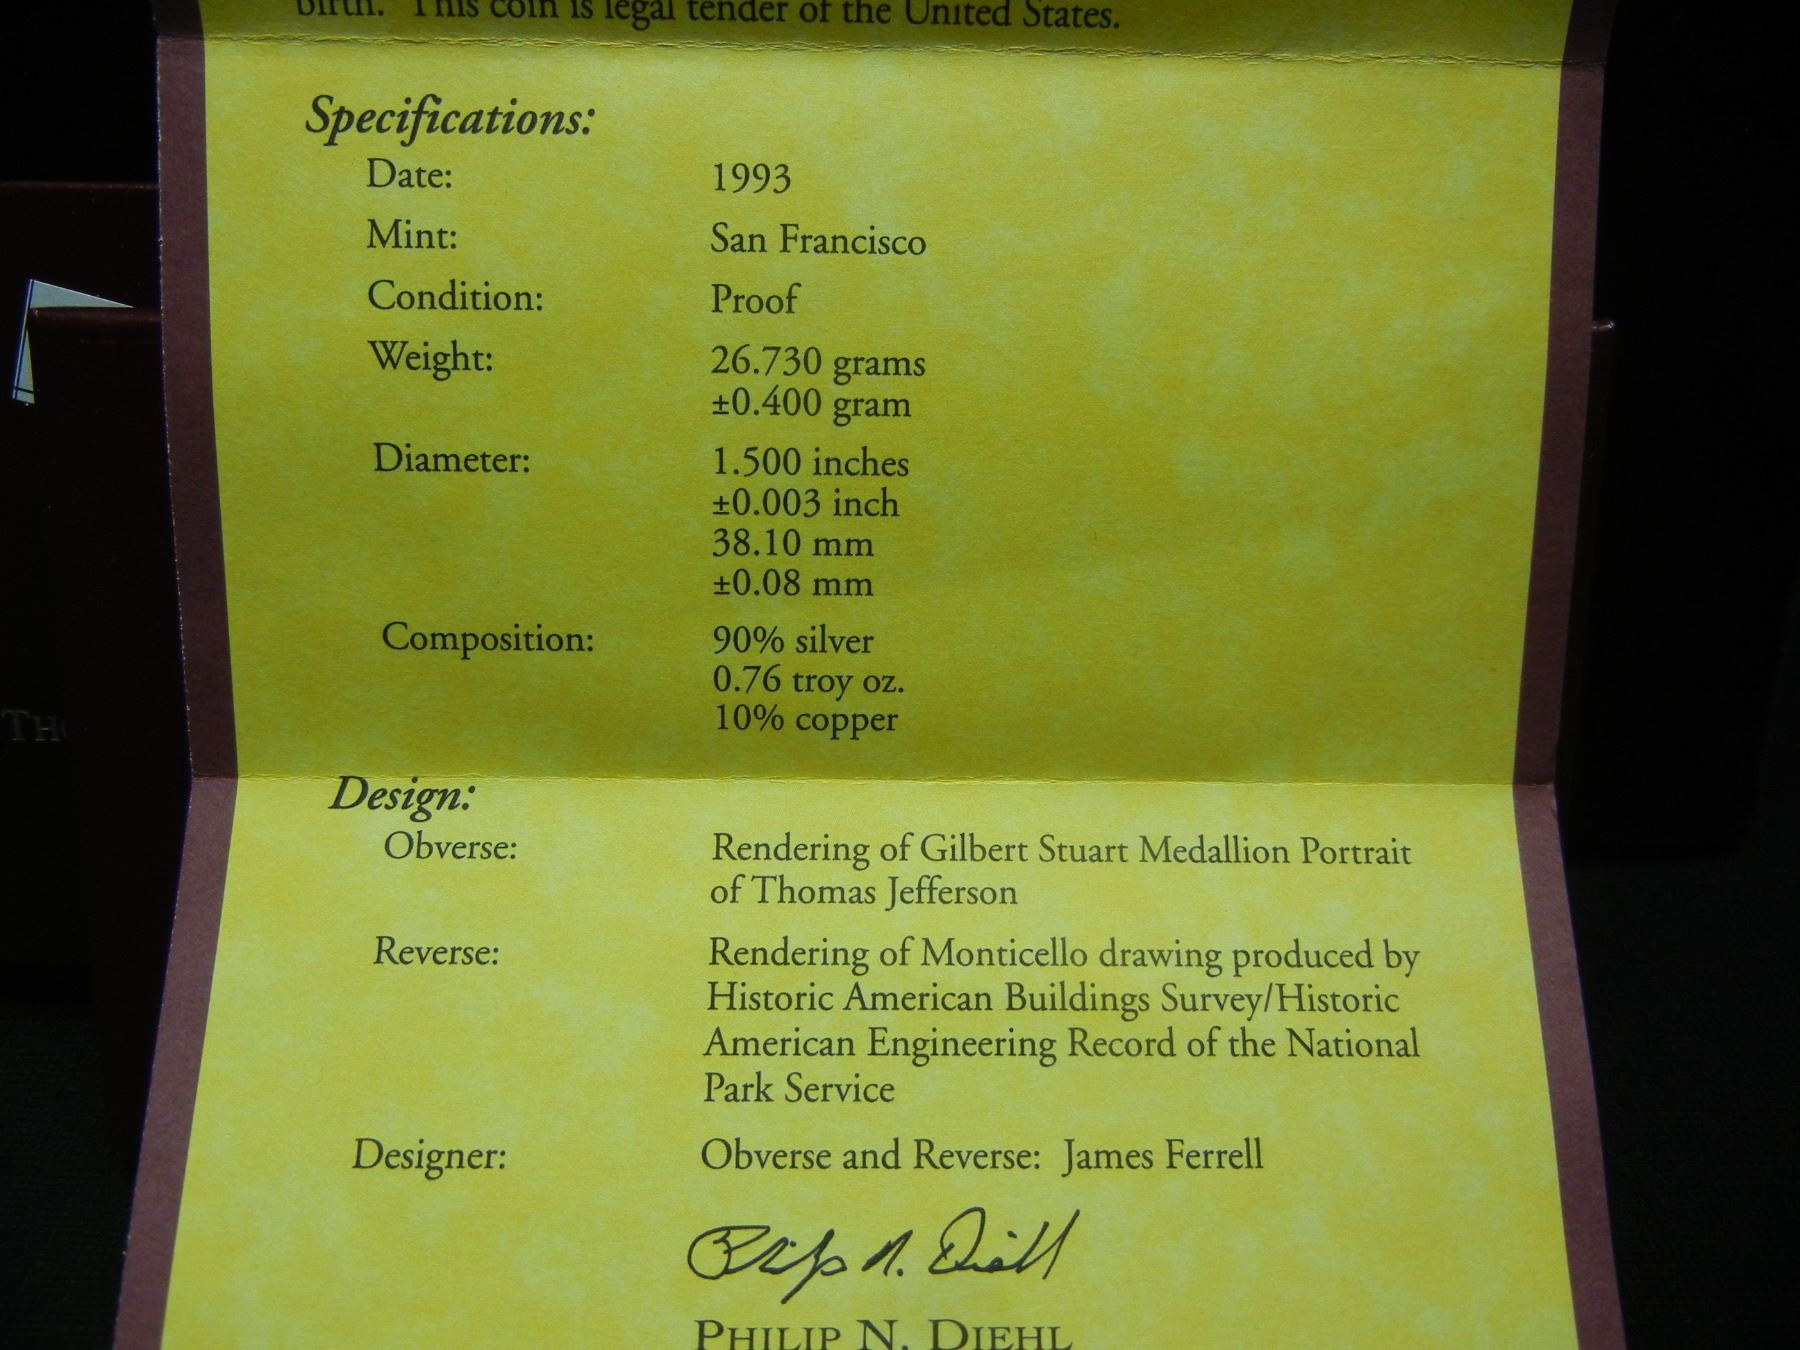 birth. This coin is legal tender of the United States.
Specifications:
Date: 1993
Mint: San Francisco
Condition: Proof
Weight: 26.730 grams
±0.400 gram
Diameter: 1.500 inches
±0.003 inch
38.10 mm
±0.08 mm
Composition: 90% silver
0.76 troy oz.
10% copper
Design:
Obverse: Rendering of Gilbert Stuart Medallion Portrait
of Thomas Jefferson
Reverse: Rendering of Monticello drawing produced by
Historic American Buildings Survey/Historic
American Engineering Record of the National
Park Service
Designer: Obverse and Reverse: James Ferrell
Philip N. Diehl
PHILIP N. DIEHL